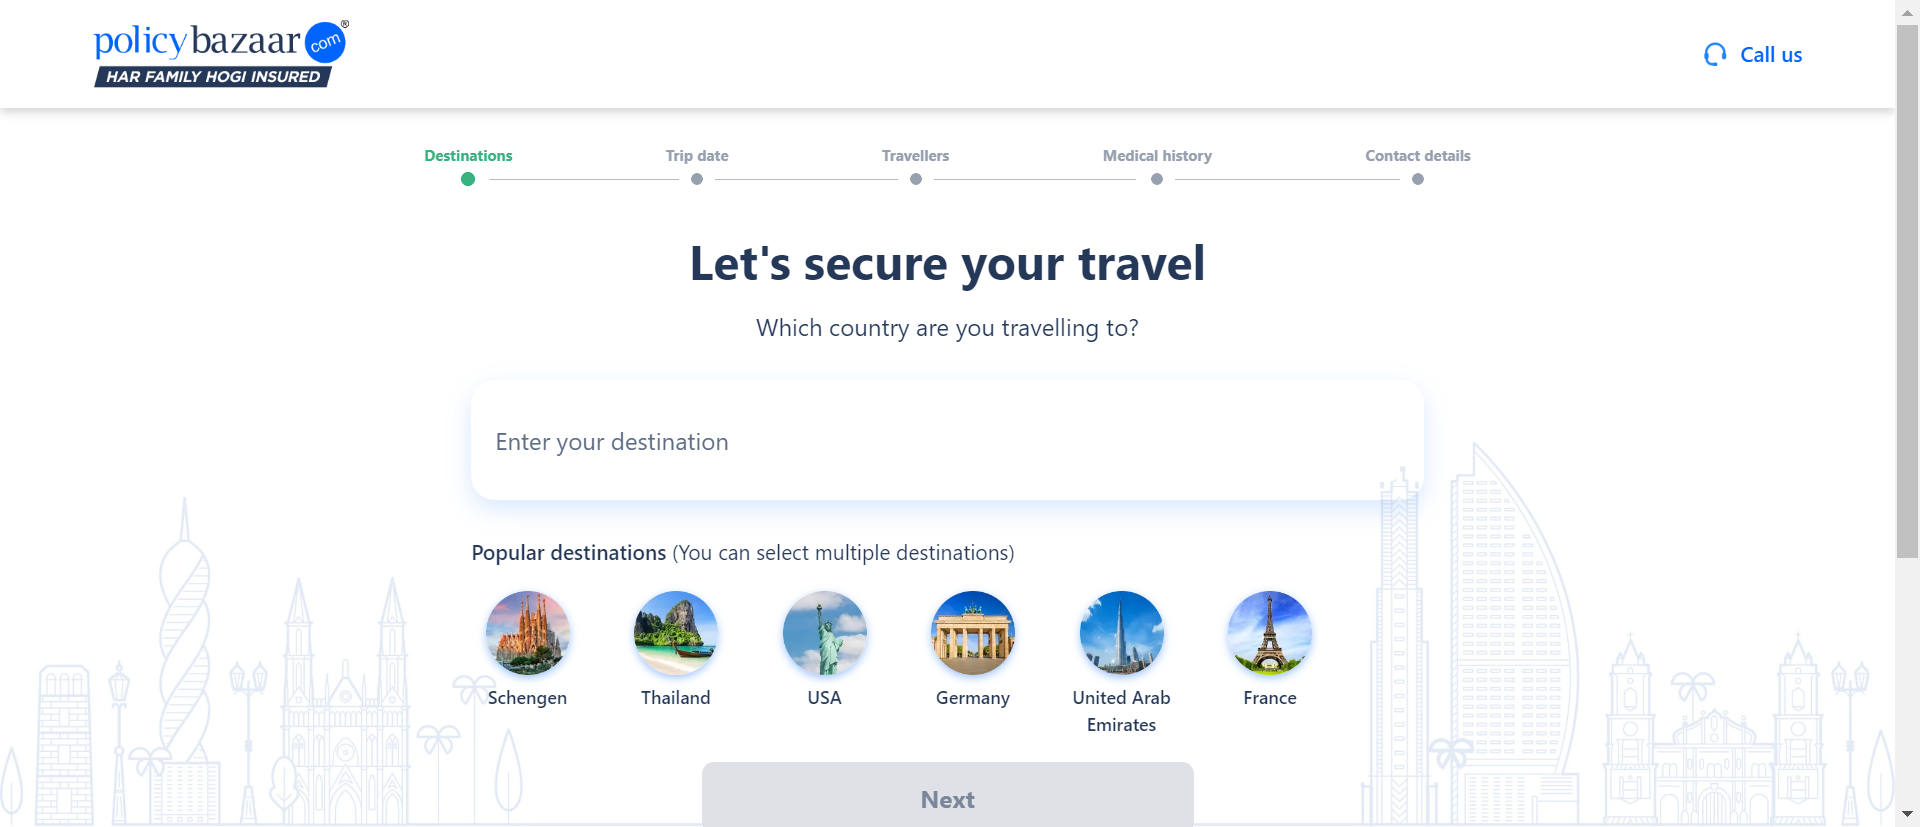 policybazaar com ®
HAR FAMILY HOGI INSURED
Call us
Destinations
Trip date
Travellers
Medical history
Contact details
Let's secure your travel
Which country are you travelling to?
Enter your destination
Popular destinations (You can select multiple destinations)
Schengen
Thailand
USA
Germany
United Arab
Emirates
France
Next